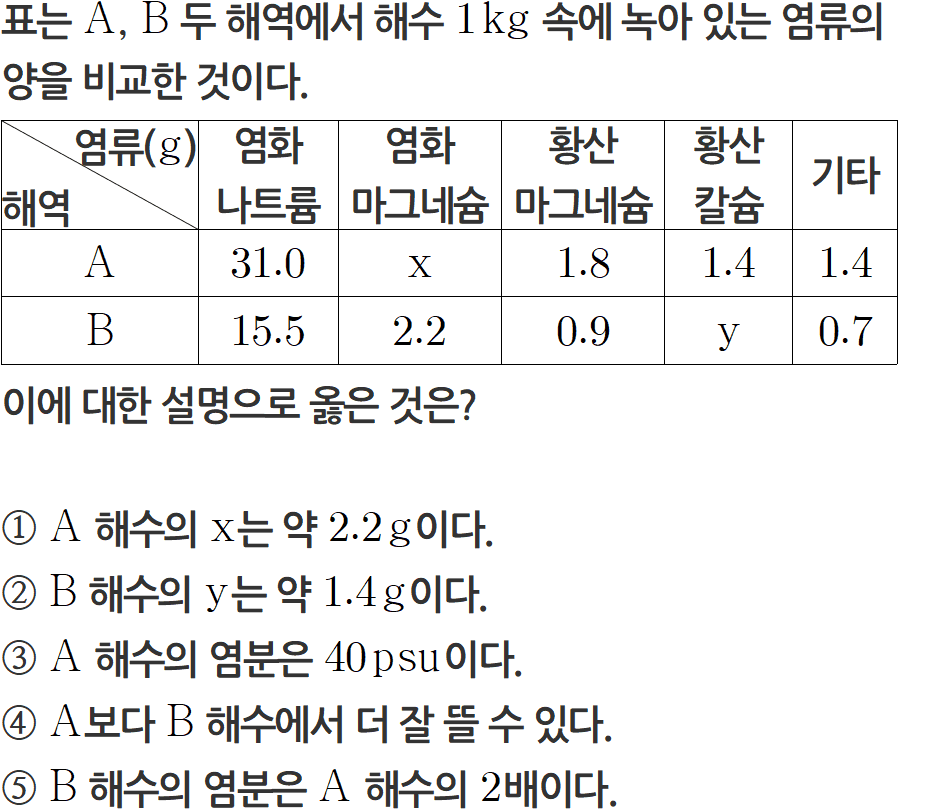 표는 A, B 두 해역에서 해수 1kg 속에 녹아 있는 염류의
양을 비교한 것이다.
염류(g) 염화 염화 황산 황산 기타
해역 나트륨 마그네슘 마그네슘 칼슘
A 31.0 x 1.8 1.4 1.4
B 15.5 2.2 0.9 y 0.7
이에 대한 설명으로 옳은 것은?
① A 해수의 x는 약 2.2g이다.
② B 해수의 y는 약 1.4g이다.
③ A 해수의 염분은 40psu이다.
④ A보다 B 해수에서 더 잘 뜰 수 있다.
⑤ B 해수의 염분은 A 해수의 2배이다.